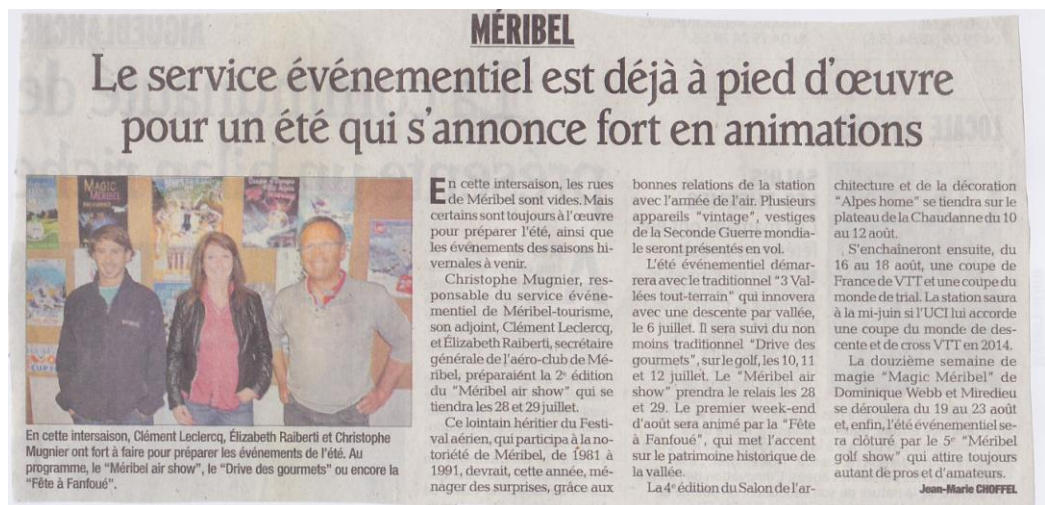 MÉRIBEL
Le service événementiel est déjà à pied d'œuvre
pour un été qui s'annonce fort en animations
MAGIC
MÉRIBEL
En cette intersaison, Clément Leclercq, Élizabeth Raiberti et Christophe
Mugnier ont fort à faire pour préparer les événements de l'été. Au
programme, le "Méribel air show", le "Drive des gourmets" ou encore la
"Fête à Fanfoué".
En cette intersaison, les rues
de Méribel sont vides. Mais
certains sont toujours à l'œuvre
pour préparer l'été, ainsi que
les événements des saisons hi-
vernales à venir.
Christophe Mugnier, res-
ponsable du service événe-
mentiel de Méribel-tourisme,
son adjoint, Clément Leclercq,
et Élizabeth Raiberti, secrétaire
générale de l'aéro-club de Mé-
ribel, préparaient la 2e édition
du "Méribel air show" qui se
tiendra les 28 et 29 juillet.
Ce lointain héritier du Festi-
val aérien, qui participa à la no-
toriété de Méribel, de 1981 à
1991, devrait, cette année, mé-
nager des surprises, grâce aux
bonnes relations de la station
avec l'armée de l'air. Plusieurs
appareils "vintage", vestiges
de la Seconde Guerre mondia-
le seront présentés en vol.
L'été événementiel démar-
rera avec le traditionnel "3 Val-
lées tout-terrain" qui innovera
avec une descente par vallée,
le 6 juillet. Il sera suivi du non
moins traditionnel "Drive des
gourmets", sur le golf, les 10, 11
et 12 juillet. Le "Méribel air
show" prendra le relais les 28
et 29. Le premier week-end
d'août sera animé par la "Fête
à Fanfoué", qui met l'accent
sur le patrimoine historique de
la vallée.
La 4e édition du Salon de l'ar-
chitecture et de la décoration
"Alpes home" se tiendra sur le
plateau de la Chaudanne du 10
au 12 août.
S'enchaîneront ensuite, du
16 au 18 août, une coupe de
France de VTT et une coupe du
monde de trial. La station saura
à la mi-juin si l'UCI lui accorde
une coupe du monde de des-
cente et de cross VTT en 2014.
La douzième semaine de
magie "Magic Méribel" de
Dominique Webb et Miredieu
se déroulera du 19 au 23 août
et, enfin, l'été événementiel se-
ra clôturé par le 5e "Méribel
golf show" qui attire toujours
autant de pros et d'amateurs.
Jean-Marie CHOFFEL